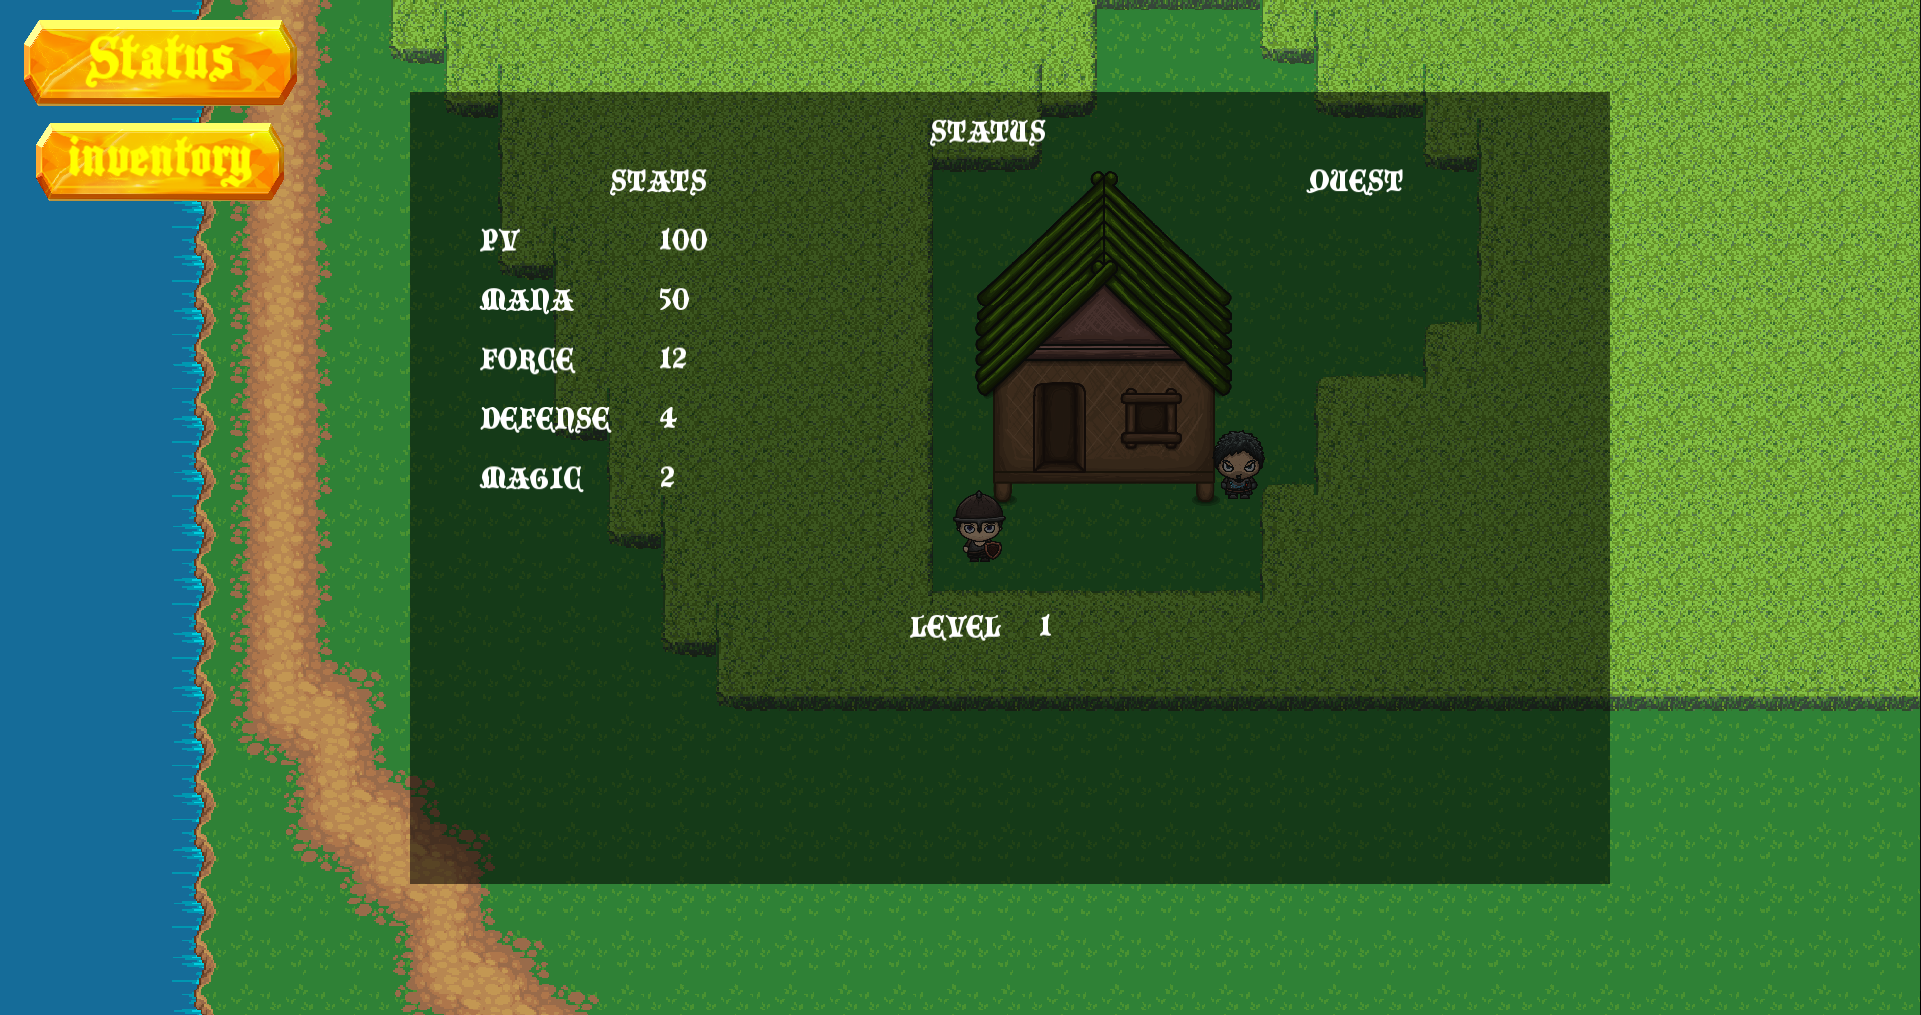 Status
inventory
STATUS
STATS
QUEST
PV 100
MANA 50
FORCE 12
DEFENSE 4
MAGIC 2
LEVEL 1